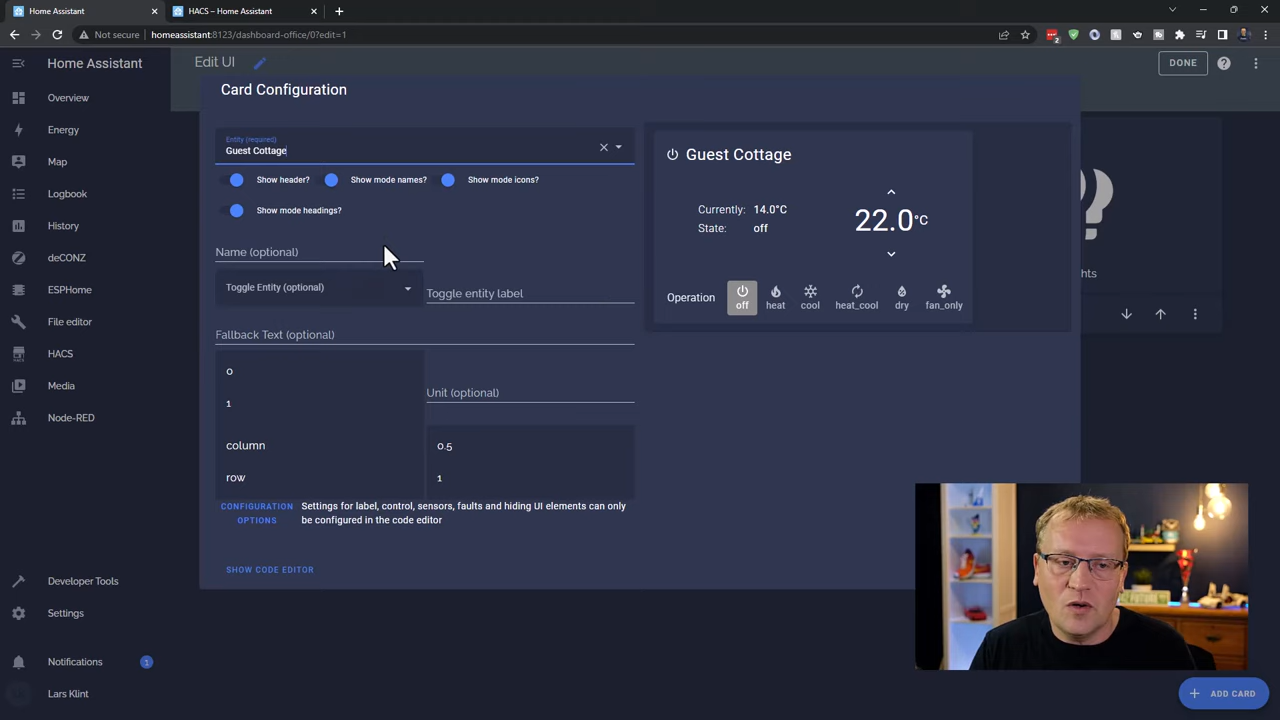 Home Assistant
HACS – Home Assistant
Not secure
homeassistant:8123/dashboard-office/0?edit=1
2
Home Assistant
Edit UI
DONE
Overview
Energy
Map
Logbook
History
deCONZ
ESPHome
File editor
HACS
Media
Node-RED
Developer Tools
Settings
Notifications
1
Lars Klint
Card Configuration
Entity (required)
Guest Cottage
Show header?
Show mode names?
Show mode icons?
Show mode headings?
Name (optional)
Toggle Entity (optional)
Toggle entity label
Fallback Text (optional)
0
1
Unit (optional)
column
row
0.5
1
CONFIGURATION
OPTIONS
Settings for label, control, sensors, faults and hiding UI elements can only
be configured in the code editor
SHOW CODE EDITOR
Guest Cottage
Currently: 14.0°C
State: off
22.0°C
Operation
off
heat
cool
heat_cool
dry
fan_only
hts
ADD CARD